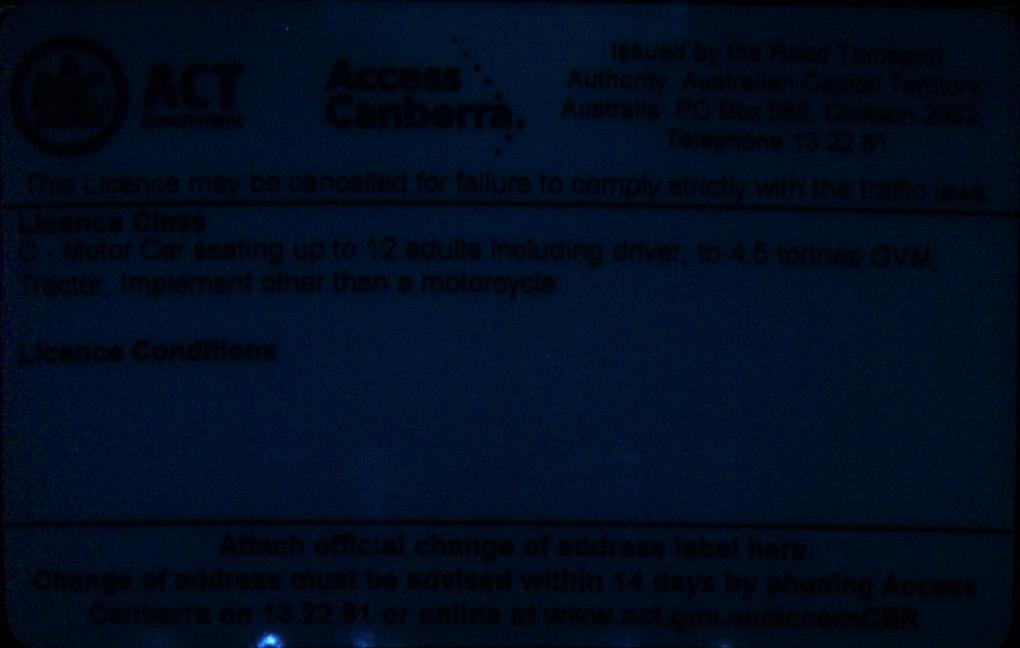 ACT
Government
Access
Canberra.
Issued by the Road Transport
Authority Australian Capital Territory,
Australia PO Box 582 Dickson 2602
Telephone 13 22 81
This Licence may be cancelled for failure to comply strictly with the traffic laws.
Licence Class
C - Motor Car seating up to 12 adults including driver, to 4.5 tonnes GVM,
Tractor, Implement other than a motorcycle
Licence Conditions
Attach official change of address label here.
Change of address must be advised within 14 days by phoning Access
Canberra on 13 22 81 or online at www.act.gov.au/accessCBR